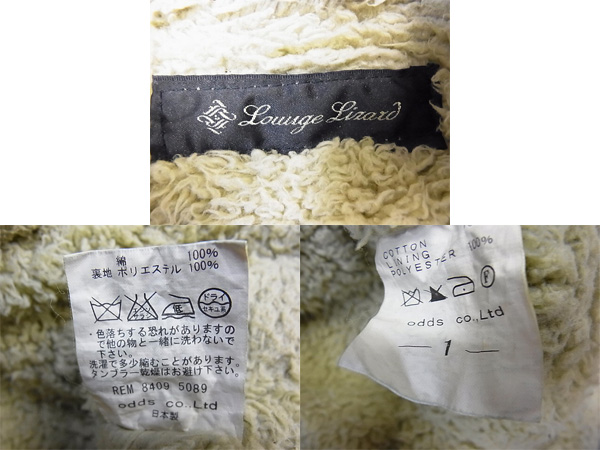 Lounge Lizard
綿 100%
裏地 ポリエステル 100%
低 ドライ セキユ系
・色落ちする恐れがありますの
で他の物と一緒に洗わないで
下さい。
洗濯で多少縮むことが有ります。
タンブラー乾燥はお避け下さい。
REM 8409 5089
odds co.,Ltd
日本製
COTTON
LINING
POLYESTER 100%
P
odds co.,Ltd
1